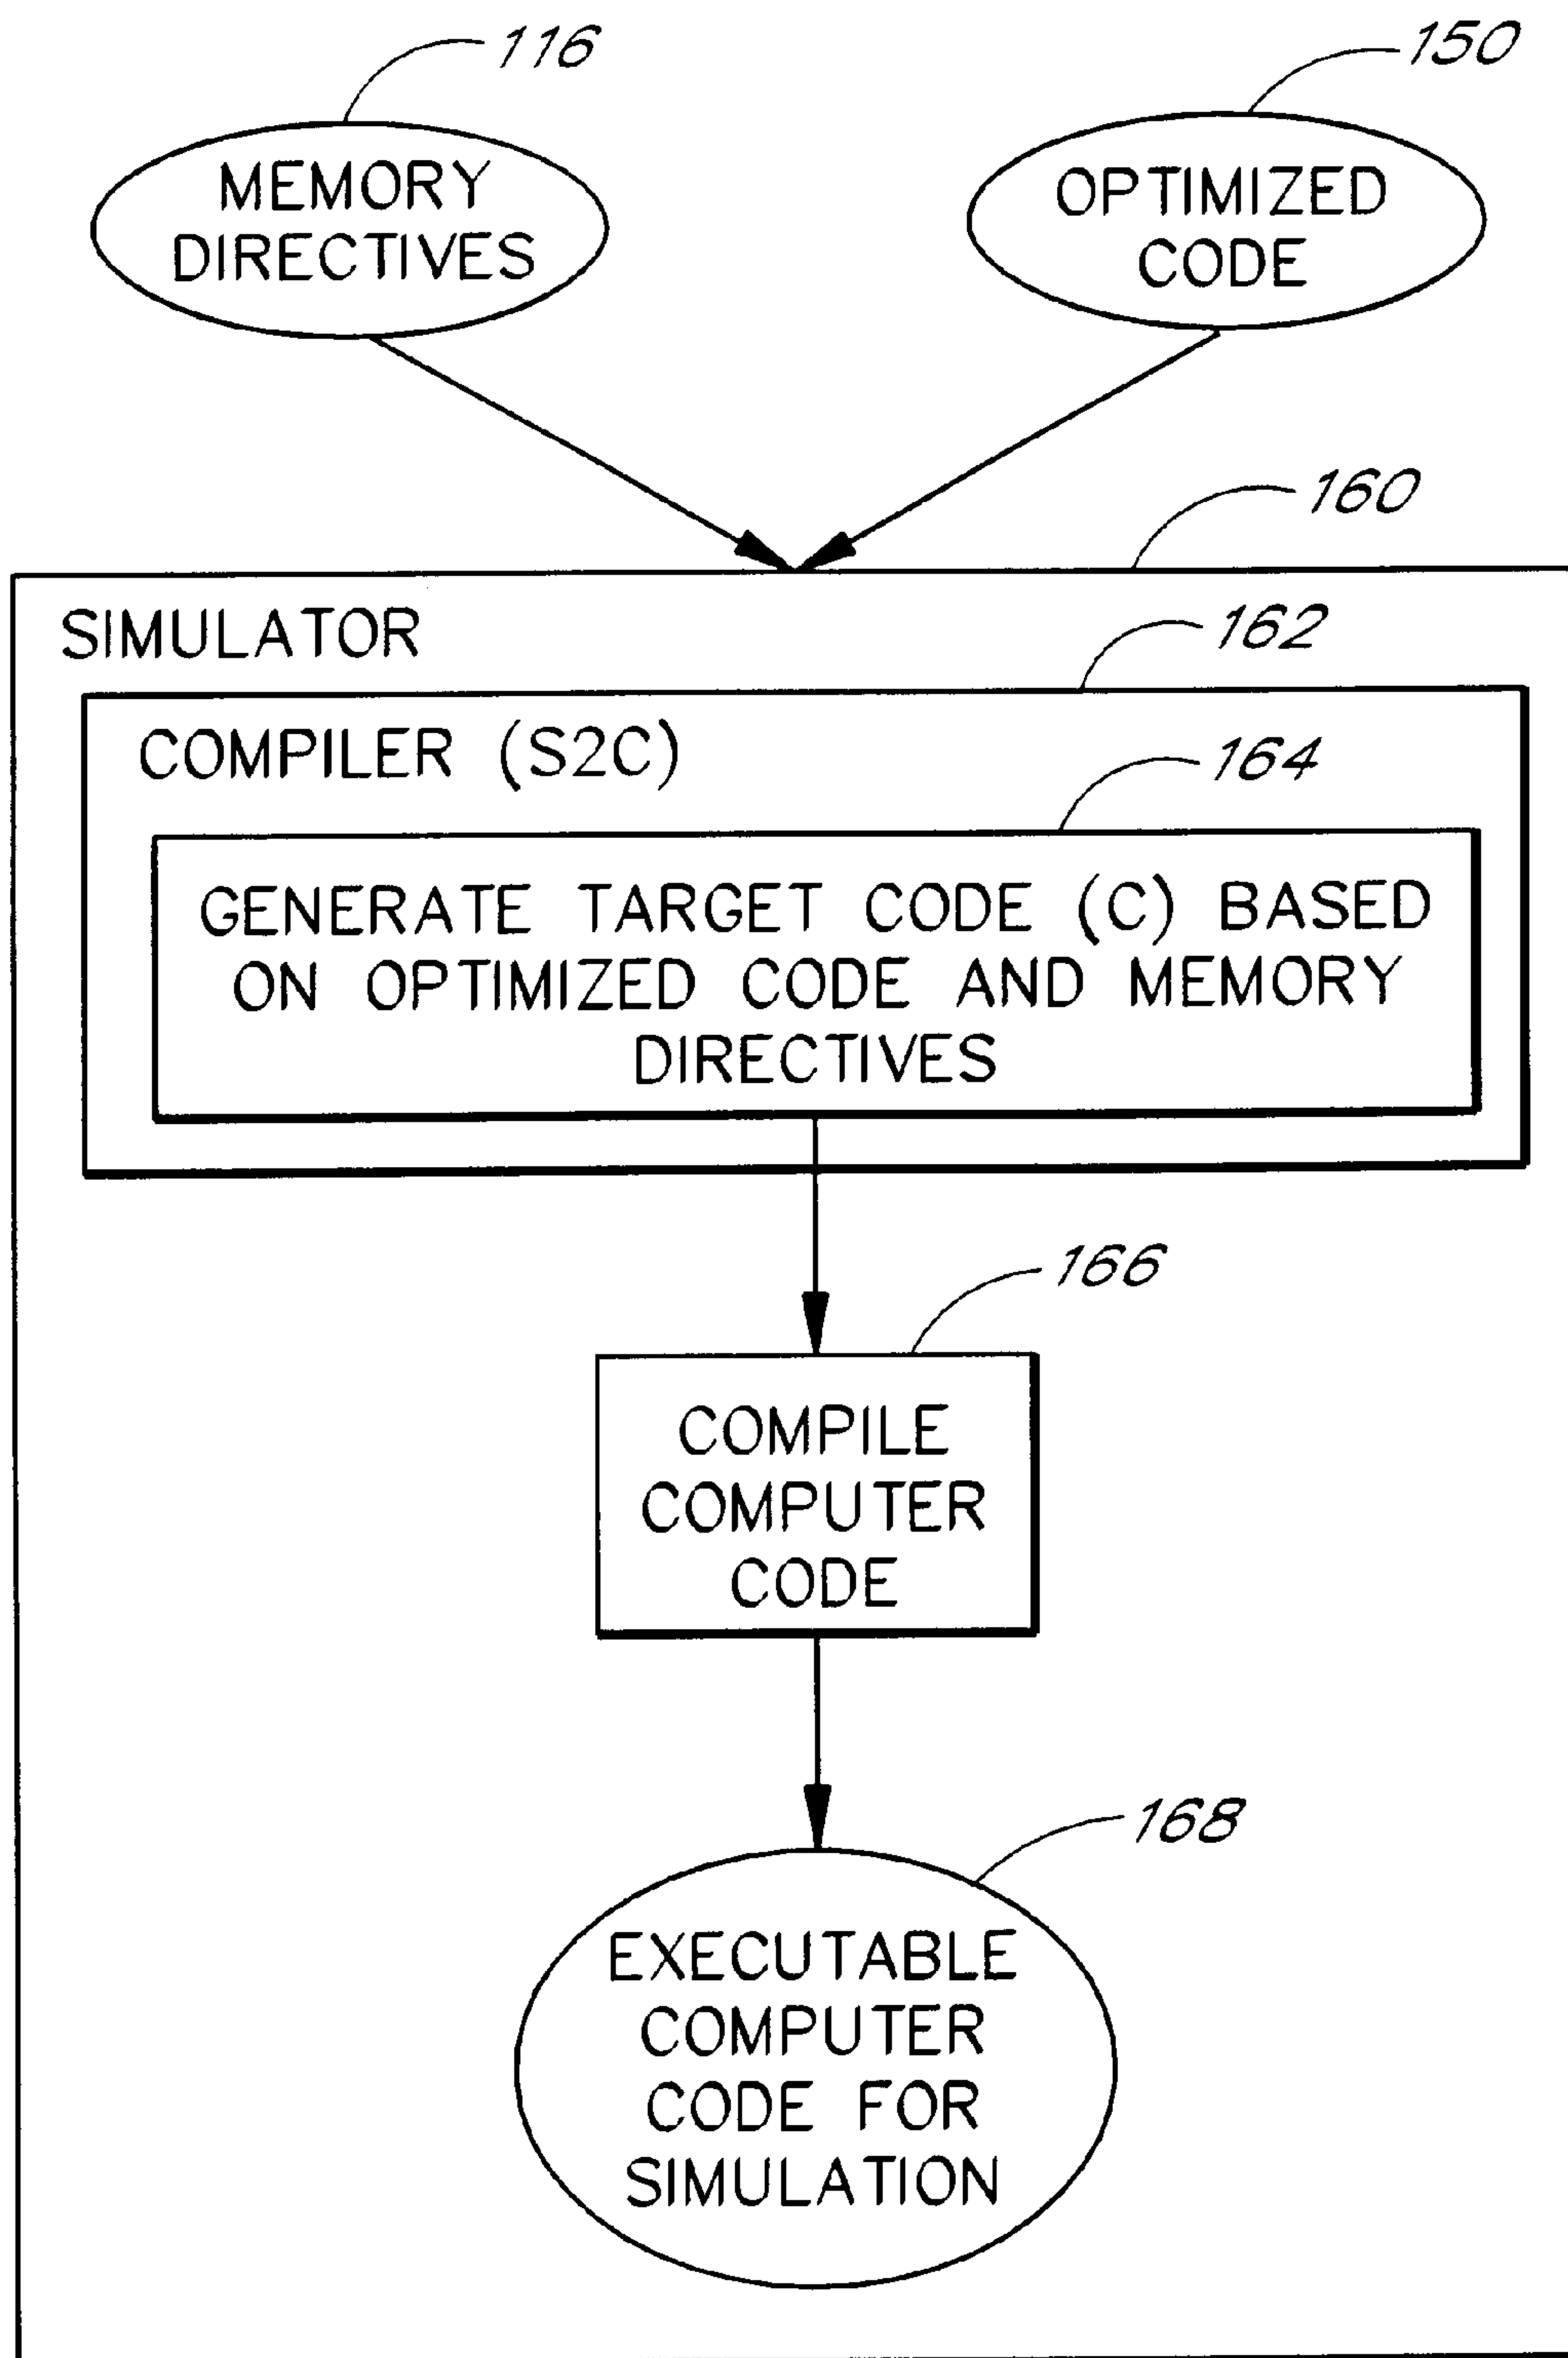 116
150
MEMORY
DIRECTIVES
OPTIMIZED
CODE
160
SIMULATOR
162
COMPILER (S2C)
164
GENERATE TARGET CODE (C) BASED
ON OPTIMIZED CODE AND MEMORY
DIRECTIVES
166
COMPILE
COMPUTER
CODE
168
EXECUTABLE
COMPUTER
CODE FOR
SIMULATION